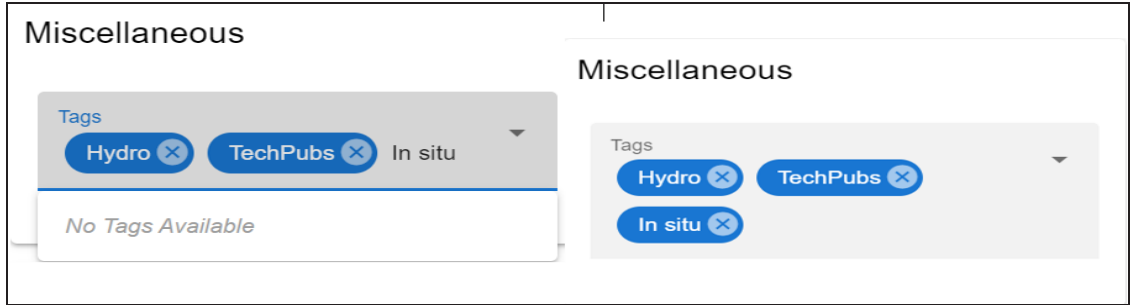 Miscellaneous
Tags
Hydro TechPubs In situ
No Tags Available
Miscellaneous
Tags
Hydro TechPubs
In situ